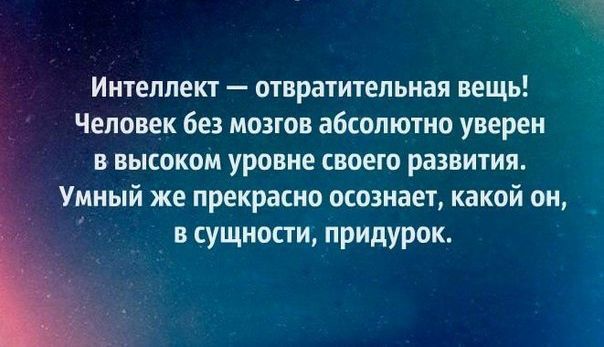 Интеллект — отвратительная вещь!
Человек без мозгов абсолютно уверен
в высоком уровне своего развития.
Умный же прекрасно осознает, какой он,
в сущности, придурок.